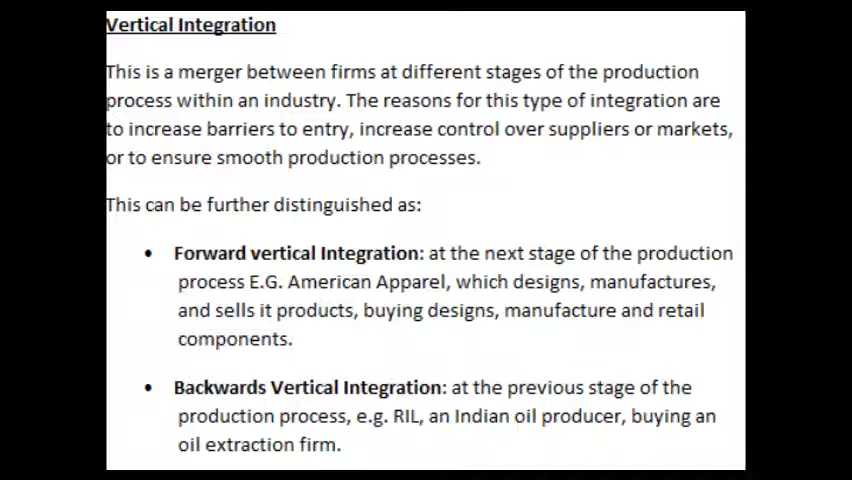 Vertical Integration
This is a merger between firms at different stages of the production
process within an industry. The reasons for this type of integration are
to increase barriers to entry, increase control over suppliers or markets,
or to ensure smooth production processes.
This can be further distinguished as:
• Forward vertical Integration: at the next stage of the production
process E.G. American Apparel, which designs, manufactures,
and sells it products, buying designs, manufacture and retail
components.
• Backwards Vertical Integration: at the previous stage of the
production process, e.g. RIL, an Indian oil producer, buying an
oil extraction firm.